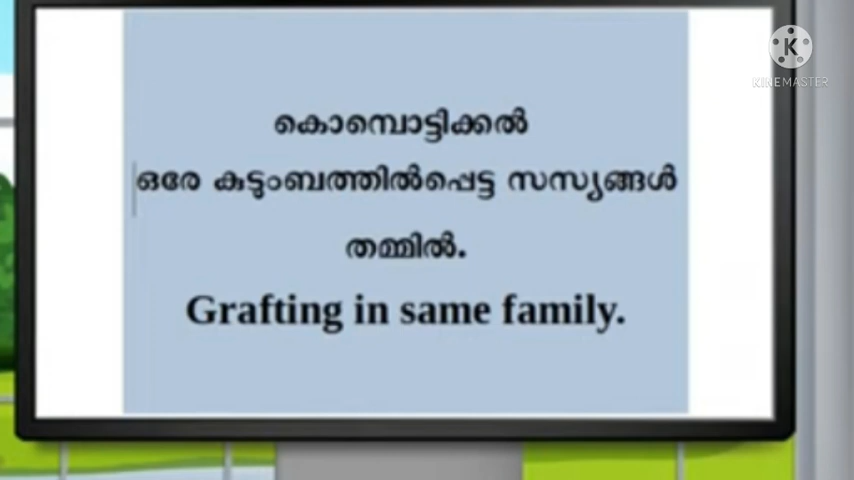 K
KINEMASTER
കൊമ്പൊട്ടിക്കൽ
ഒരേ കുടുംബത്തിൽപ്പെട്ട സസ്യങ്ങൾ
തമ്മിൽ.
Grafting in same family.